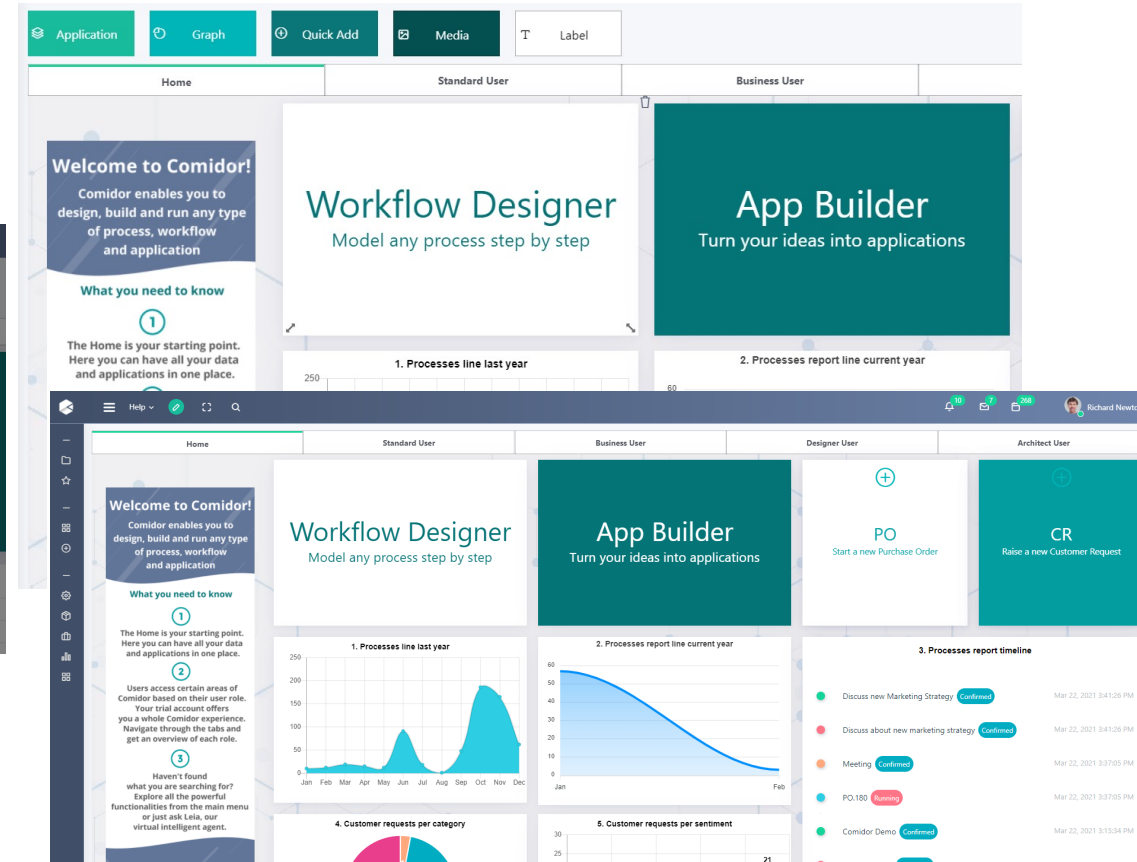 Application
Graph
Quick Add
Media
T Label
Home
Standard User
Business User
Welcome to Comidor!
Comidor enables you to
design, build and run any type
of process, workflow
and application
What you need to know
1
The Home is your starting point.
Here you can have all your data
and applications in one place.
Workflow Designer
Model any process step by step
App Builder
Turn your ideas into applications
1. Processes line last year
250
2. Processes report line current year
60
Help
10
7
268
Richard Newto
Home
Standard User
Business User
Designer User
Architect User
Welcome to Comidor!
Comidor enables you to
design, build and run any type
of process, workflow
and application
What you need to know
1
The Home is your starting point.
Here you can have all your data
and applications in one place.
2
Users access certain areas of
Comidor based on their user role.
Your trial account offers
you a whole Comidor experience.
Navigate through the tabs and
get an overview of each role.
3
Haven't found
what you are searching for?
Explore all the powerful
functionalities from the main menu
or just ask Leia, our
virtual intelligent agent.
Workflow Designer
Model any process step by step
App Builder
Turn your ideas into applications
PO
Start a new Purchase Order
CR
Raise a new Customer Request
1. Processes line last year
250
200
150
100
50
0
Jan Feb Mar Apr May Jun Jul Aug Sep Oct Nov Dec
2. Processes report line current year
60
50
40
30
20
10
0
Jan Feb
3. Processes report timeline
Discuss new Marketing Strategy Confirmed Mar 22, 2021 3:41:26 PM
Discuss about new marketing strategy Confirmed Mar 22, 2021 3:41:26 PM
Meeting Confirmed Mar 22, 2021 3:37:05 PM
PO.180 Running Mar 22, 2021 3:37:05 PM
Comidor Demo Confirmed Mar 22, 2021 3:15:34 PM
4. Customer requests per category
5. Customer requests per sentiment
30
25
21